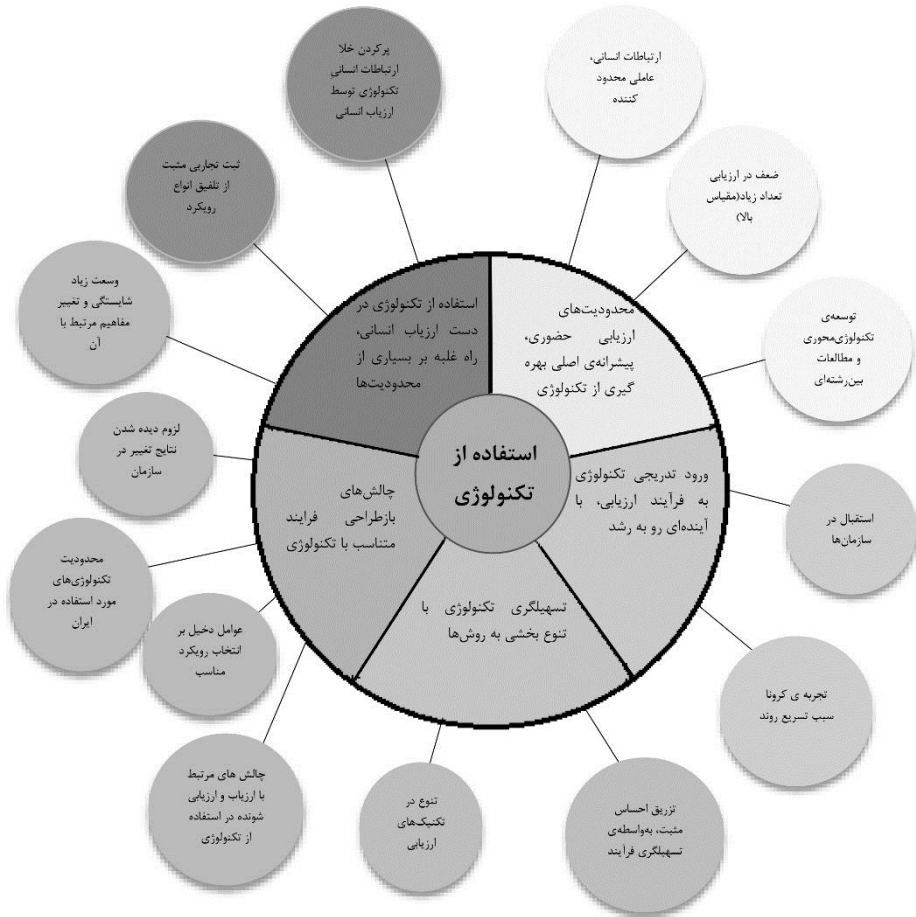 پرکردن خلا
ارتباطات انسانی
تکنولوژی توسط
ارزیاب انسانی
ارتباطات انسانی،
عاملی محدود
کننده
ثبت تجاربی مثبت
از تلفیق انواع
رویکرد
ضعف در ارزیابی
تعداد زیاد(مقیاس
بالا)
وسعت زیاد
شایستگی و تغییر
مفاهیم مرتبط با
آن
توسعه‌ی
تکنولوژی‌محوری
و مطالعات
بین‌رشته‌ای
استفاده از تکنولوژی در
دست ارزیاب انسانی،
راه غلبه بر بسیاری از
محدودیت‌ها
محدودیت‌های
ارزیابی حضوری،
پیشرانه‌ی اصلی بهره
گیری از تکنولوژی
لزوم دیده شدن
نتایج تغییر در
سازمان
استفاده از
تکنولوژی
چالش‌های
بازطراحی فرایند
متناسب با تکنولوژی
ورود تدریجی تکنولوژی
به فرآیند ارزیابی، با
آینده‌ای رو به رشد
استقبال در
سازمان‌ها
محدودیت
تکنولوژی‌های
مورد استفاده در
ایران
تسهیلگری تکنولوژی با
تنوع بخشی به روش‌ها
عوامل دخیل بر
انتخاب رویکرد
مناسب
تجربه ی کرونا
سبب تسریع روند
چالش های مرتبط
با ارزیاب و ارزیابی
شونده در استفاده
از تکنولوژی
تنوع در
تکنیک‌های
ارزیابی
تزریق احساس
مثبت، به‌واسطه‌ی
تسهیلگری فرآیند